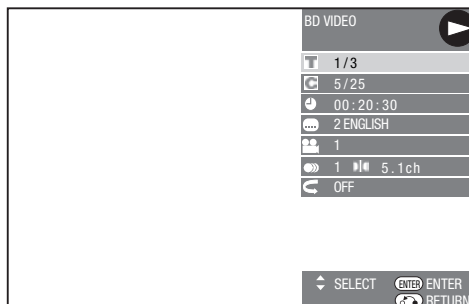 BD VIDEO
T 1/3
C 5/25
00:20:30
.... 2 ENGLISH
1
1 5.1ch
OFF
SELECT ENTER ENTER
RETURN